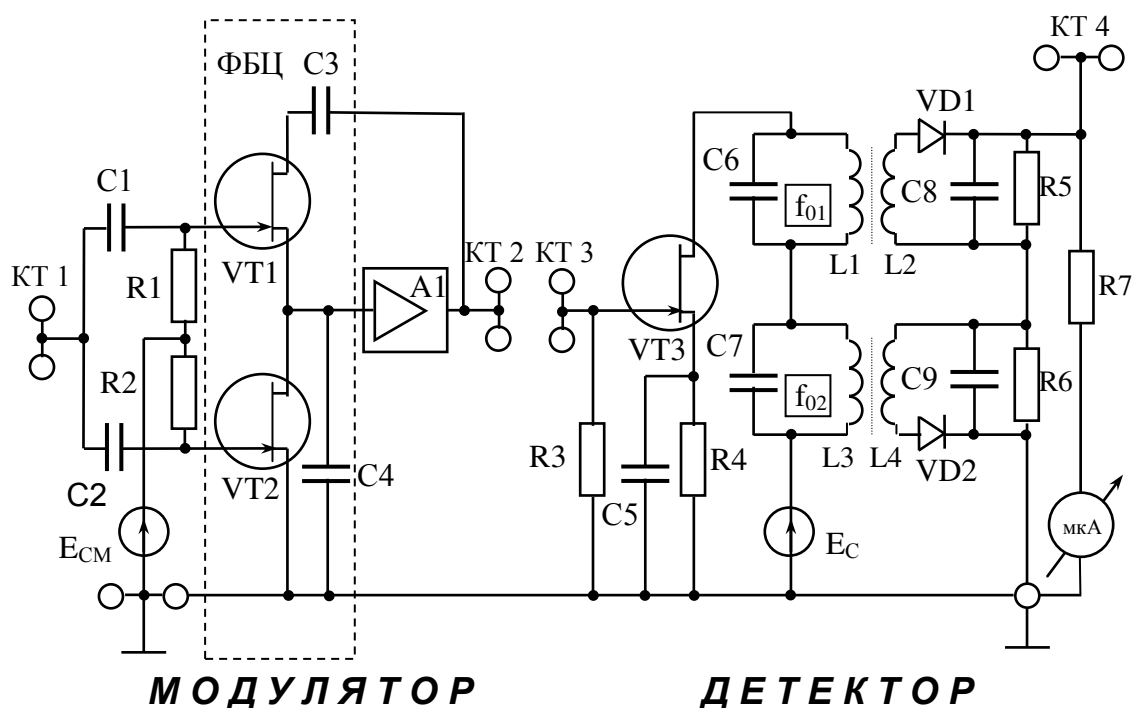 КТ 4
ФБЦ
C3
VD1
C1
C6
f01
C8
R5
КТ 1
R1
VT1
A1
КТ 2
КТ 3
L1
L2
R7
VT3
R2
C7
f02
C9
R6
C2
VT2
C4
R3
C5
R4
L3
L4
VD2
EСМ
EС
мкА
МОДУЛЯТОР
ДЕТЕКТОР